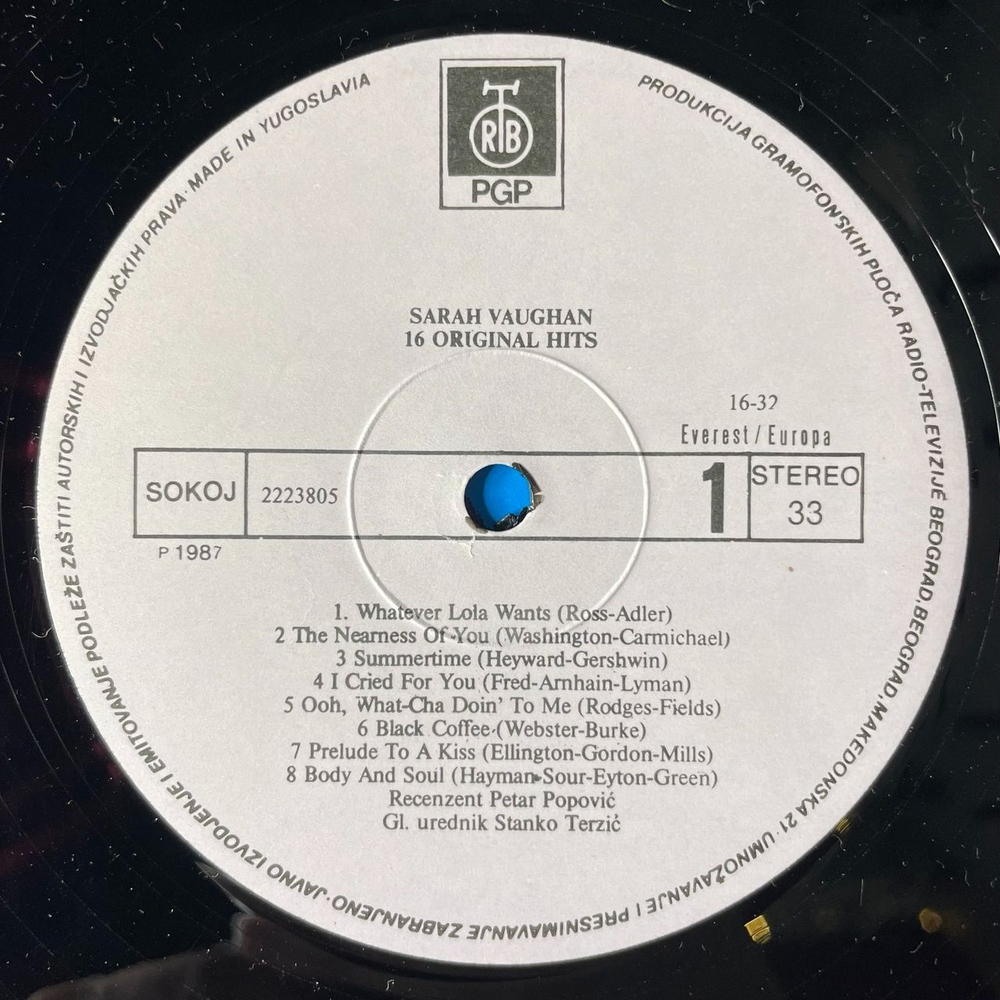 RTB
PGP
PRODUKCIJA GRAMOFONSKIH PLOČA RADIO-TELEVIZIJE BEOGRAD, BEOGRAD, MAKEDONSKA 21 · UMNOŽAVANJE I PRESNIMAVANJE ZABRANJENO · JAVNO IZVODJENJE I EMITOVANJE PODLEŽE ZAŠTITI AUTORSKIH I IZVODJAČKIH PRAVA · MADE IN YUGOSLAVIA
SARAH VAUGHAN
16 ORIGINAL HITS
16-32
Everest/Europa
SOKOJ 2223805 1 STEREO
33
P 1987
1. Whatever Lola Wants (Ross-Adler)
2 The Nearness Of You (Washington-Carmichael)
3 Summertime (Heyward-Gershwin)
4 I Cried For You (Fred-Arnhain-Lyman)
5 Ooh, What-Cha Doin' To Me (Rodges-Fields)
6 Black Coffee (Webster-Burke)
7 Prelude To A Kiss (Ellington-Gordon-Mills)
8 Body And Soul (Hayman-Sour-Eyton-Green)
Recenzent Petar Popović
Gl. urednik Stanko Terzić